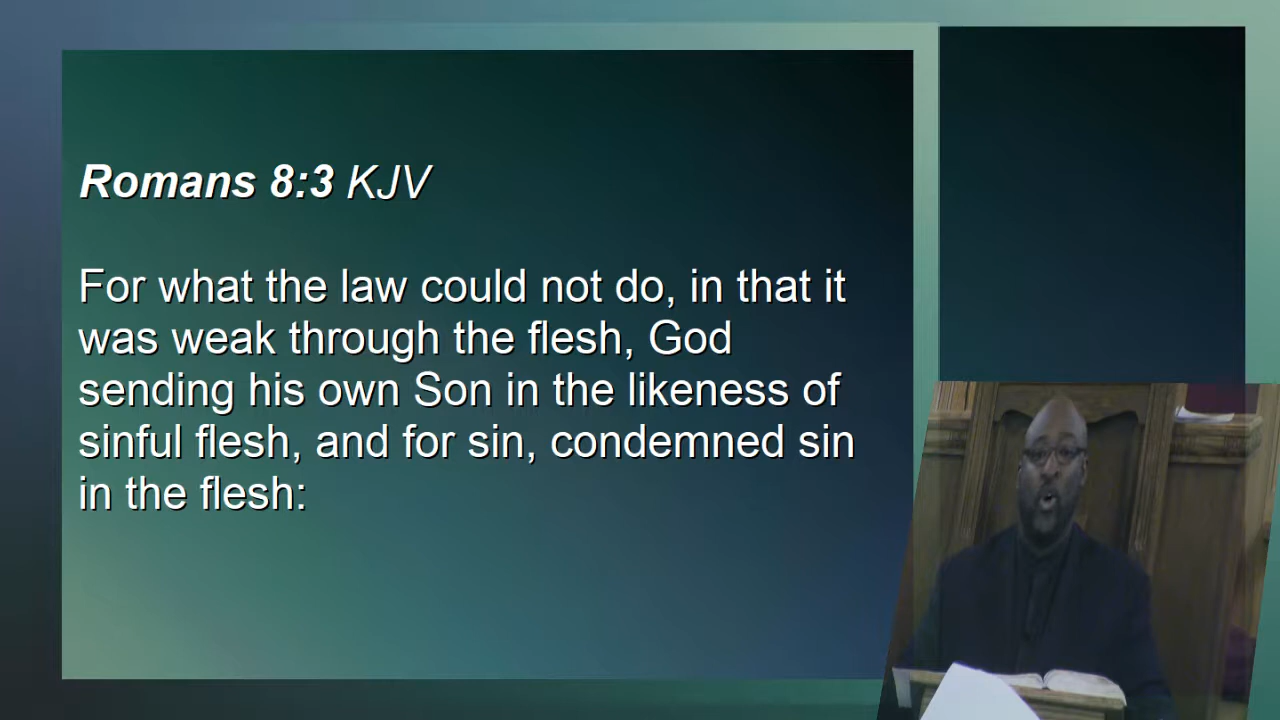 Romans 8:3 KJV
For what the law could not do, in that it
was weak through the flesh, God
sending his own Son in the likeness of
sinful flesh, and for sin, condemned sin
in the flesh: